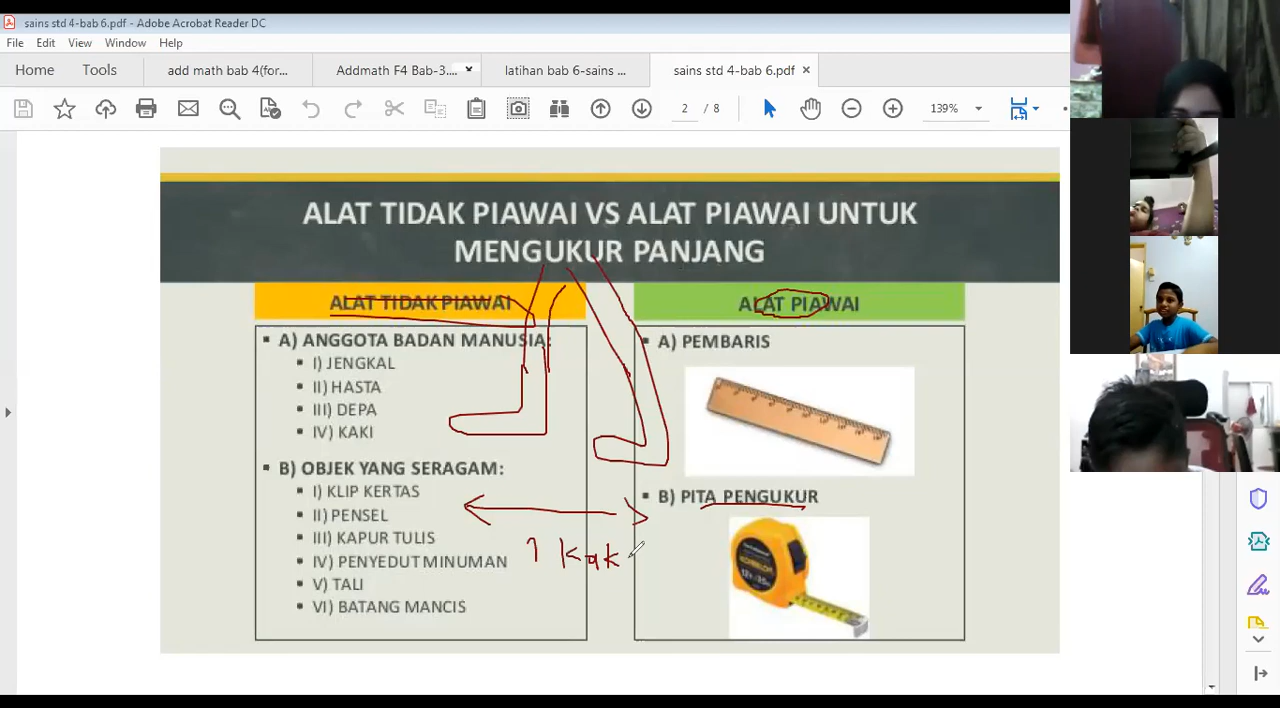 sains std 4-bab 6.pdf - Adobe Acrobat Reader DC
File Edit View Window Help
Home Tools add math bab 4(for... Addmath F4 Bab-3.... latihan bab 6-sains ... sains std 4-bab 6.pdf ×
2 / 8 139%
ALAT TIDAK PIAWAI VS ALAT PIAWAI UNTUK
MENGUKUR PANJANG
ALAT TIDAK PIAWAI
A) ANGGOTA BADAN MANUSIA:
I) JENGKAL
II) HASTA
III) DEPA
IV) KAKI
B) OBJEK YANG SERAGAM:
I) KLIP KERTAS
II) PENSEL
III) KAPUR TULIS
IV) PENYEDUT MINUMAN
V) TALI
VI) BATANG MANCIS
ALAT PIAWAI
A) PEMBARIS
B) PITA PENGUKUR
1 kak